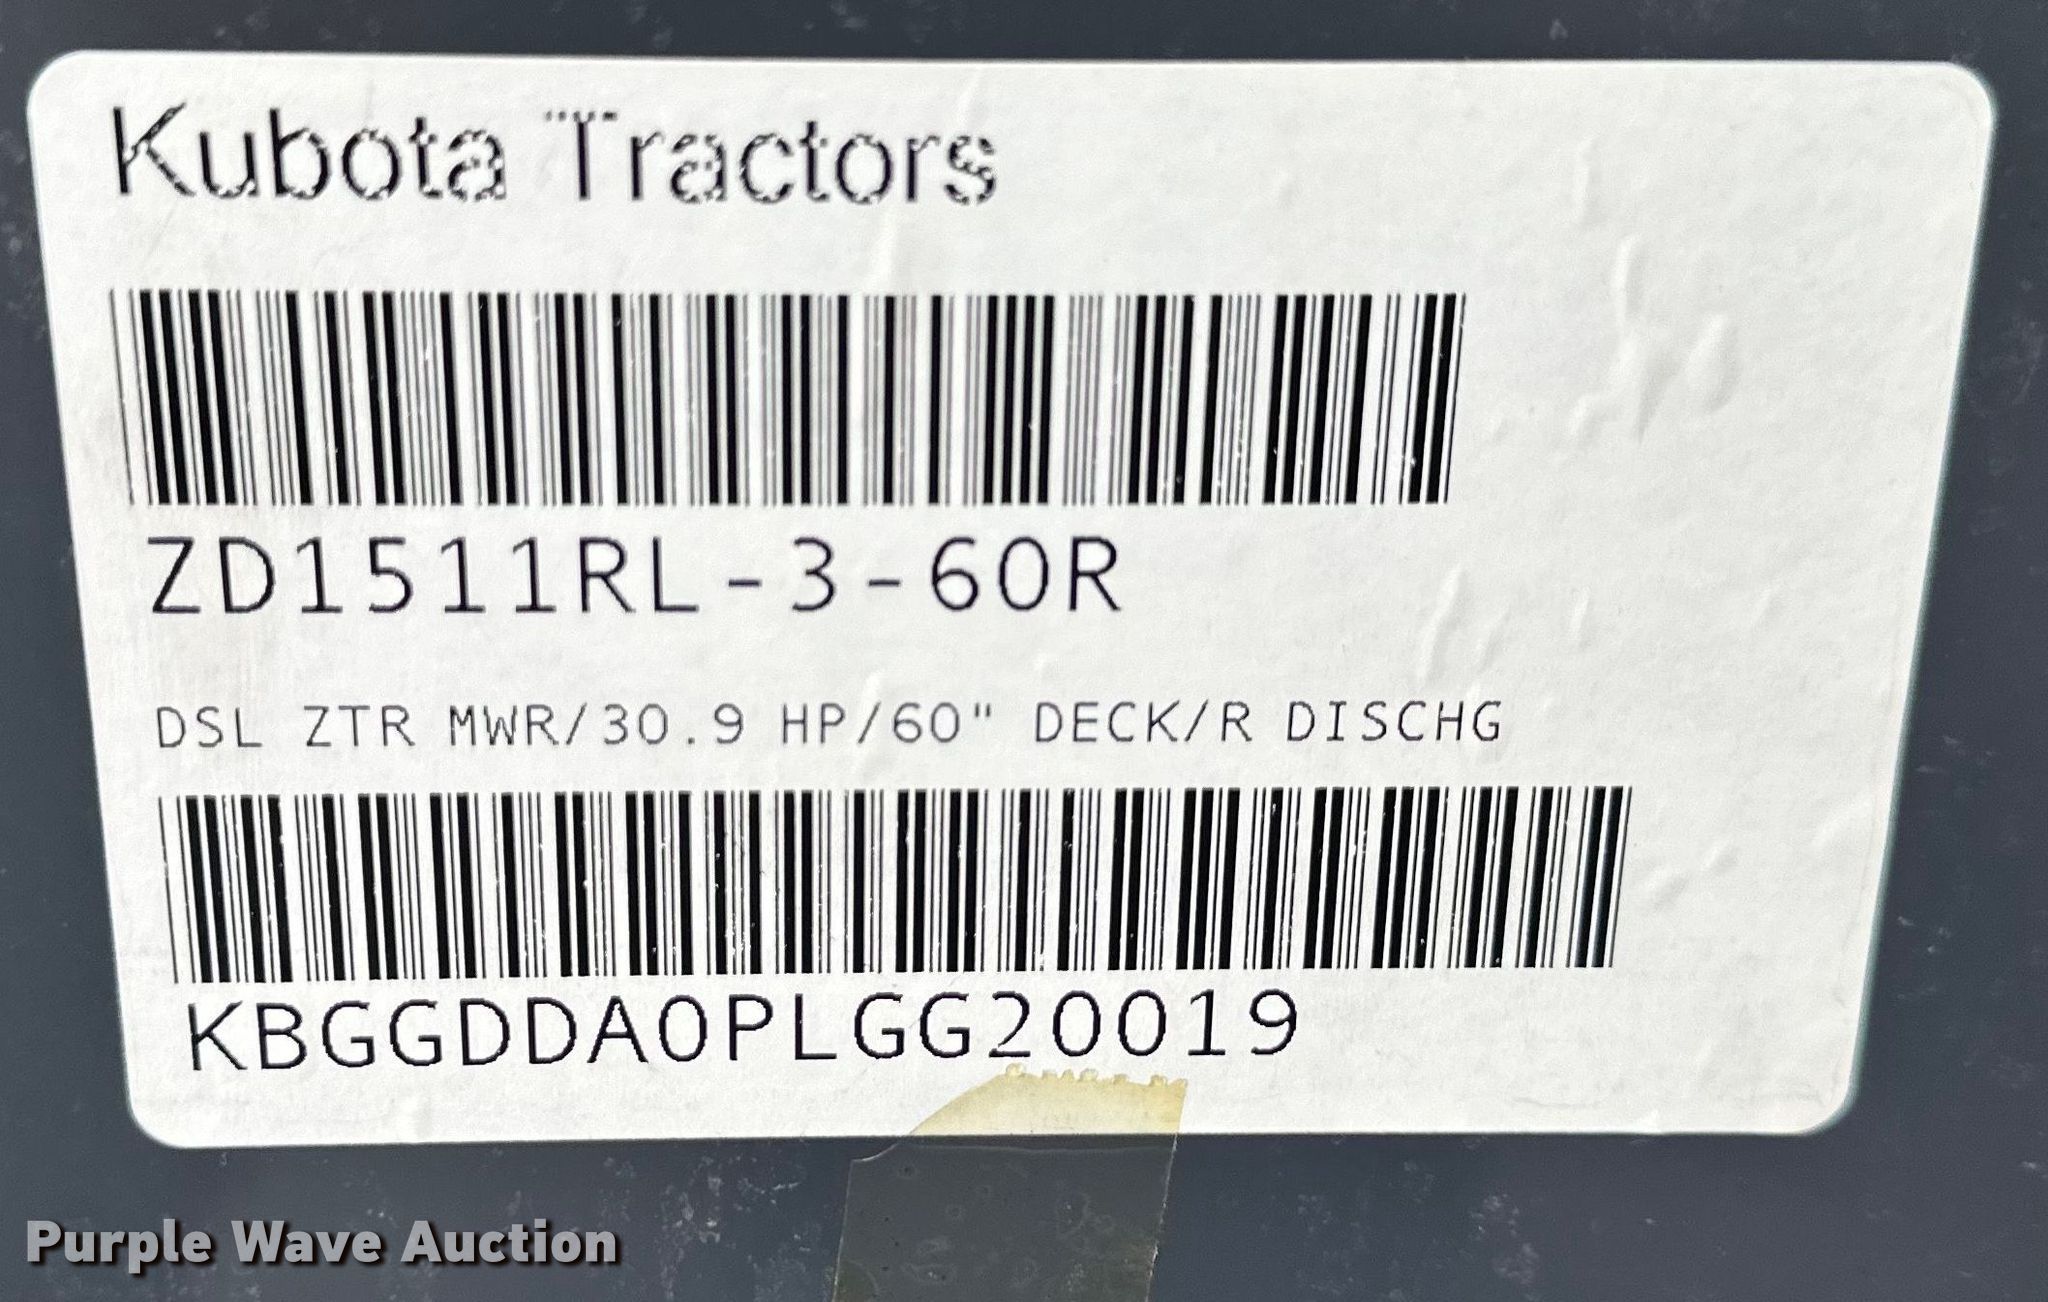 Kubota Tractors
ZD1511RL-3-60R
DSL ZTR MWR/30.9 HP/60" DECK/R DISCHG
KBGGDDA0PLGG20019
Purple Wave Auction